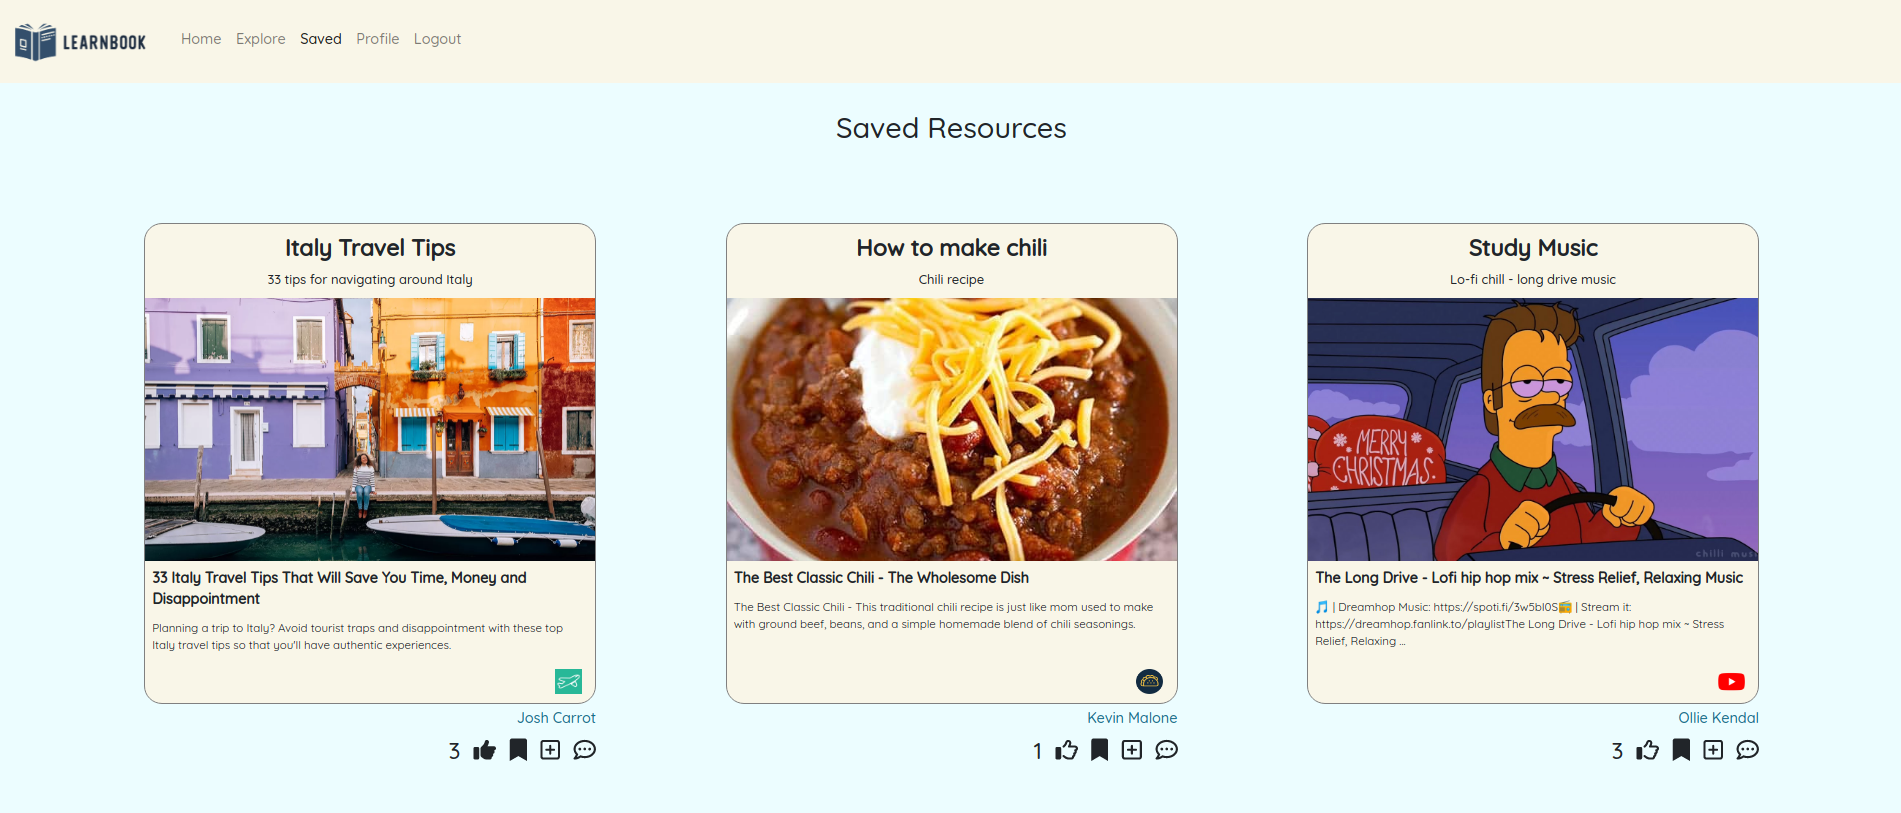 LEARNBOOK
Home Explore Saved Profile Logout
Saved Resources
Italy Travel Tips
33 tips for navigating around Italy
33 Italy Travel Tips That Will Save You Time, Money and
Disappointment
Planning a trip to Italy? Avoid tourist traps and disappointment with these top
Italy travel tips so that you'll have authentic experiences.
Josh Carrot
3
How to make chili
Chili recipe
The Best Classic Chili - The Wholesome Dish
The Best Classic Chili - This traditional chili recipe is just like mom used to make
with ground beef, beans, and a simple homemade blend of chili seasonings.
Kevin Malone
1
Study Music
Lo-fi chill - long drive music
MERRY
CHRISTMAS.
chilli mus
The Long Drive - Lofi hip hop mix ~ Stress Relief, Relaxing Music
🎵 | Dreamhop Music: https://spoti.fi/3w5bl0S📻 | Stream it:
https://dreamhop.fanlink.to/playlistThe Long Drive - Lofi hip hop mix ~ Stress
Relief, Relaxing ...
Ollie Kendal
3